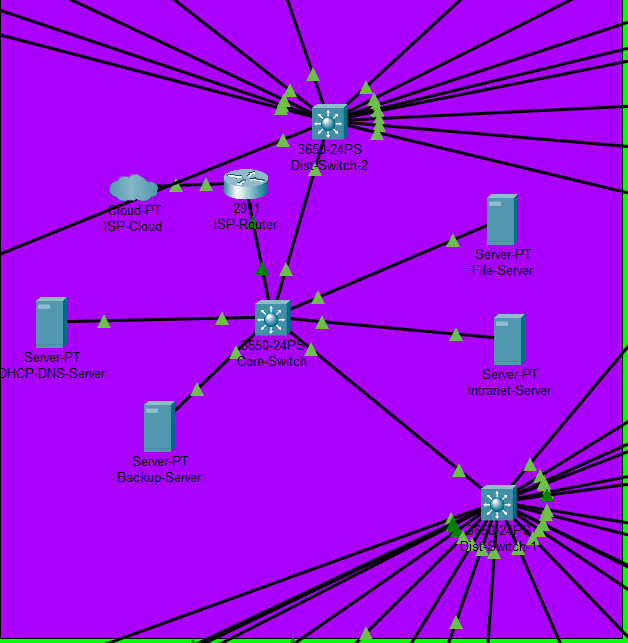 3650-24PS
Dist-Switch-2
Cloud-PT
ISP-Cloud
2911
ISP-Router
Server-PT
File-Server
Server-PT
DHCP-DNS-Server
3650-24PS
Core-Switch
Server-PT
Intranet-Server
Server-PT
Backup-Server
3650-24PS
Dist-Switch-1